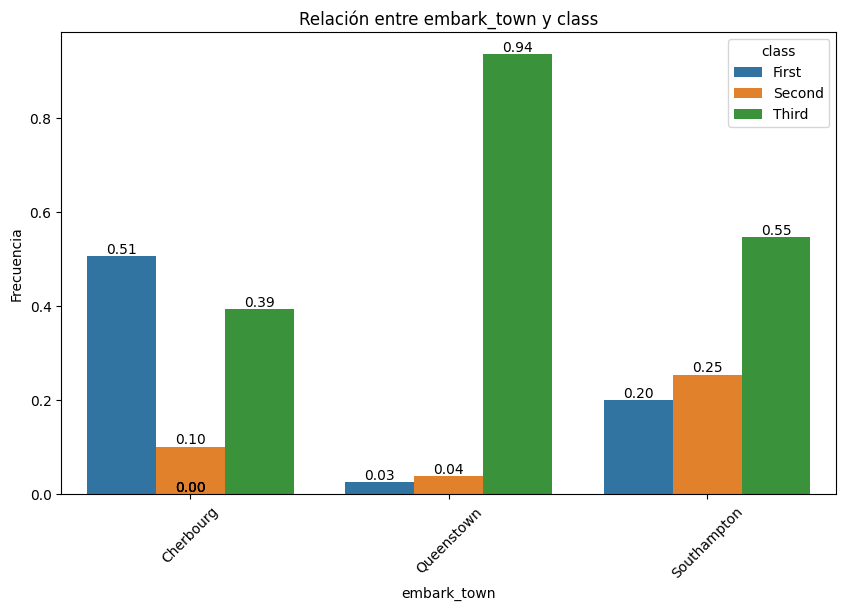 Relación entre embark_town y class
class
First
Second
Third
Frecuencia
0.8
0.6
0.4
0.2
0.0
0.51
0.10
0.00
0.39
0.03
0.04
0.94
0.20
0.25
0.55
Cherbourg
Queenstown
Southampton
embark_town